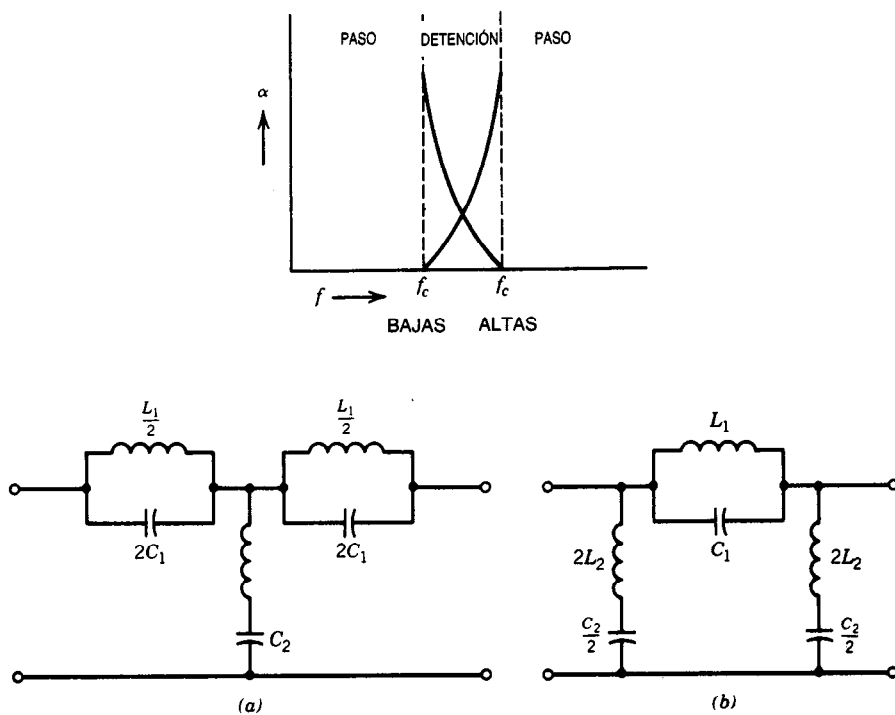 PASO DETENCIÓN PASO
α
f
f_c f_c
BAJAS ALTAS
L₁/2 L₁/2
2C₁ 2C₁
C₂
(a)
L₁
C₁
2L₂ 2L₂
C₂/2 C₂/2
(b)